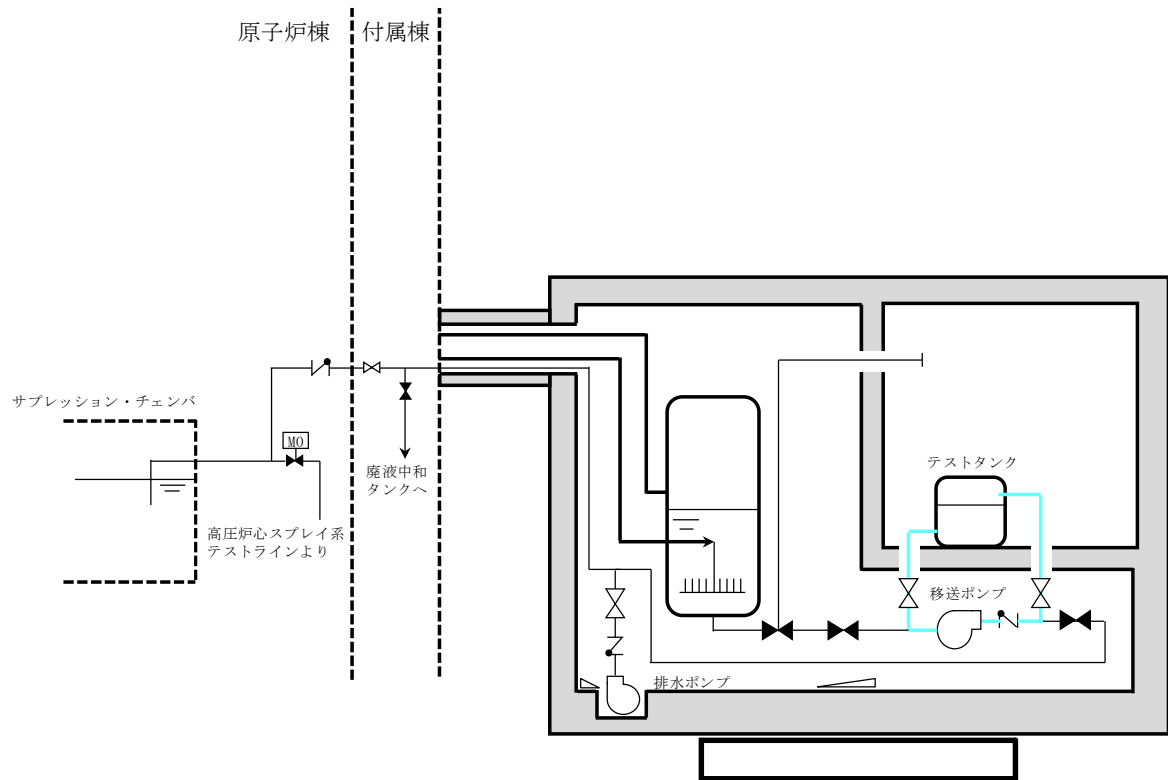 原子炉棟
付属棟
サプレッション・チェンバ
MO
廃液中和
タンクへ
高圧炉心スプレイ系
テストラインより
テストタンク
移送ポンプ
排水ポンプ